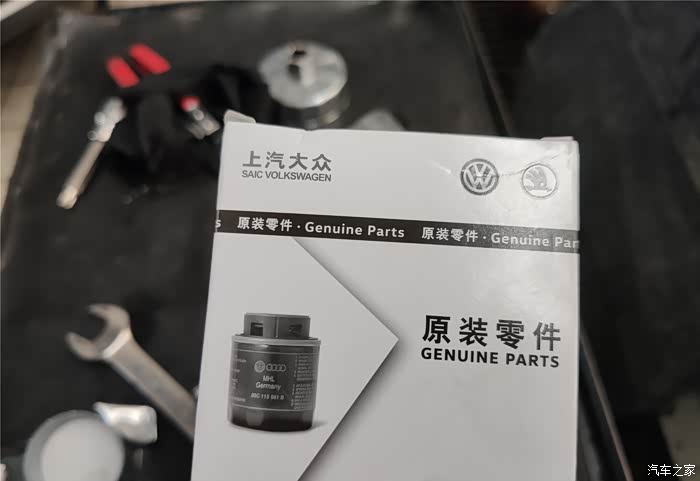 上汽大众
SAIC VOLKSWAGEN
s 原装零件 · Genuine Parts 原装零件 · Genuine Par
原装零件
GENUINE PARTS
MHL
Germany
汽车之家